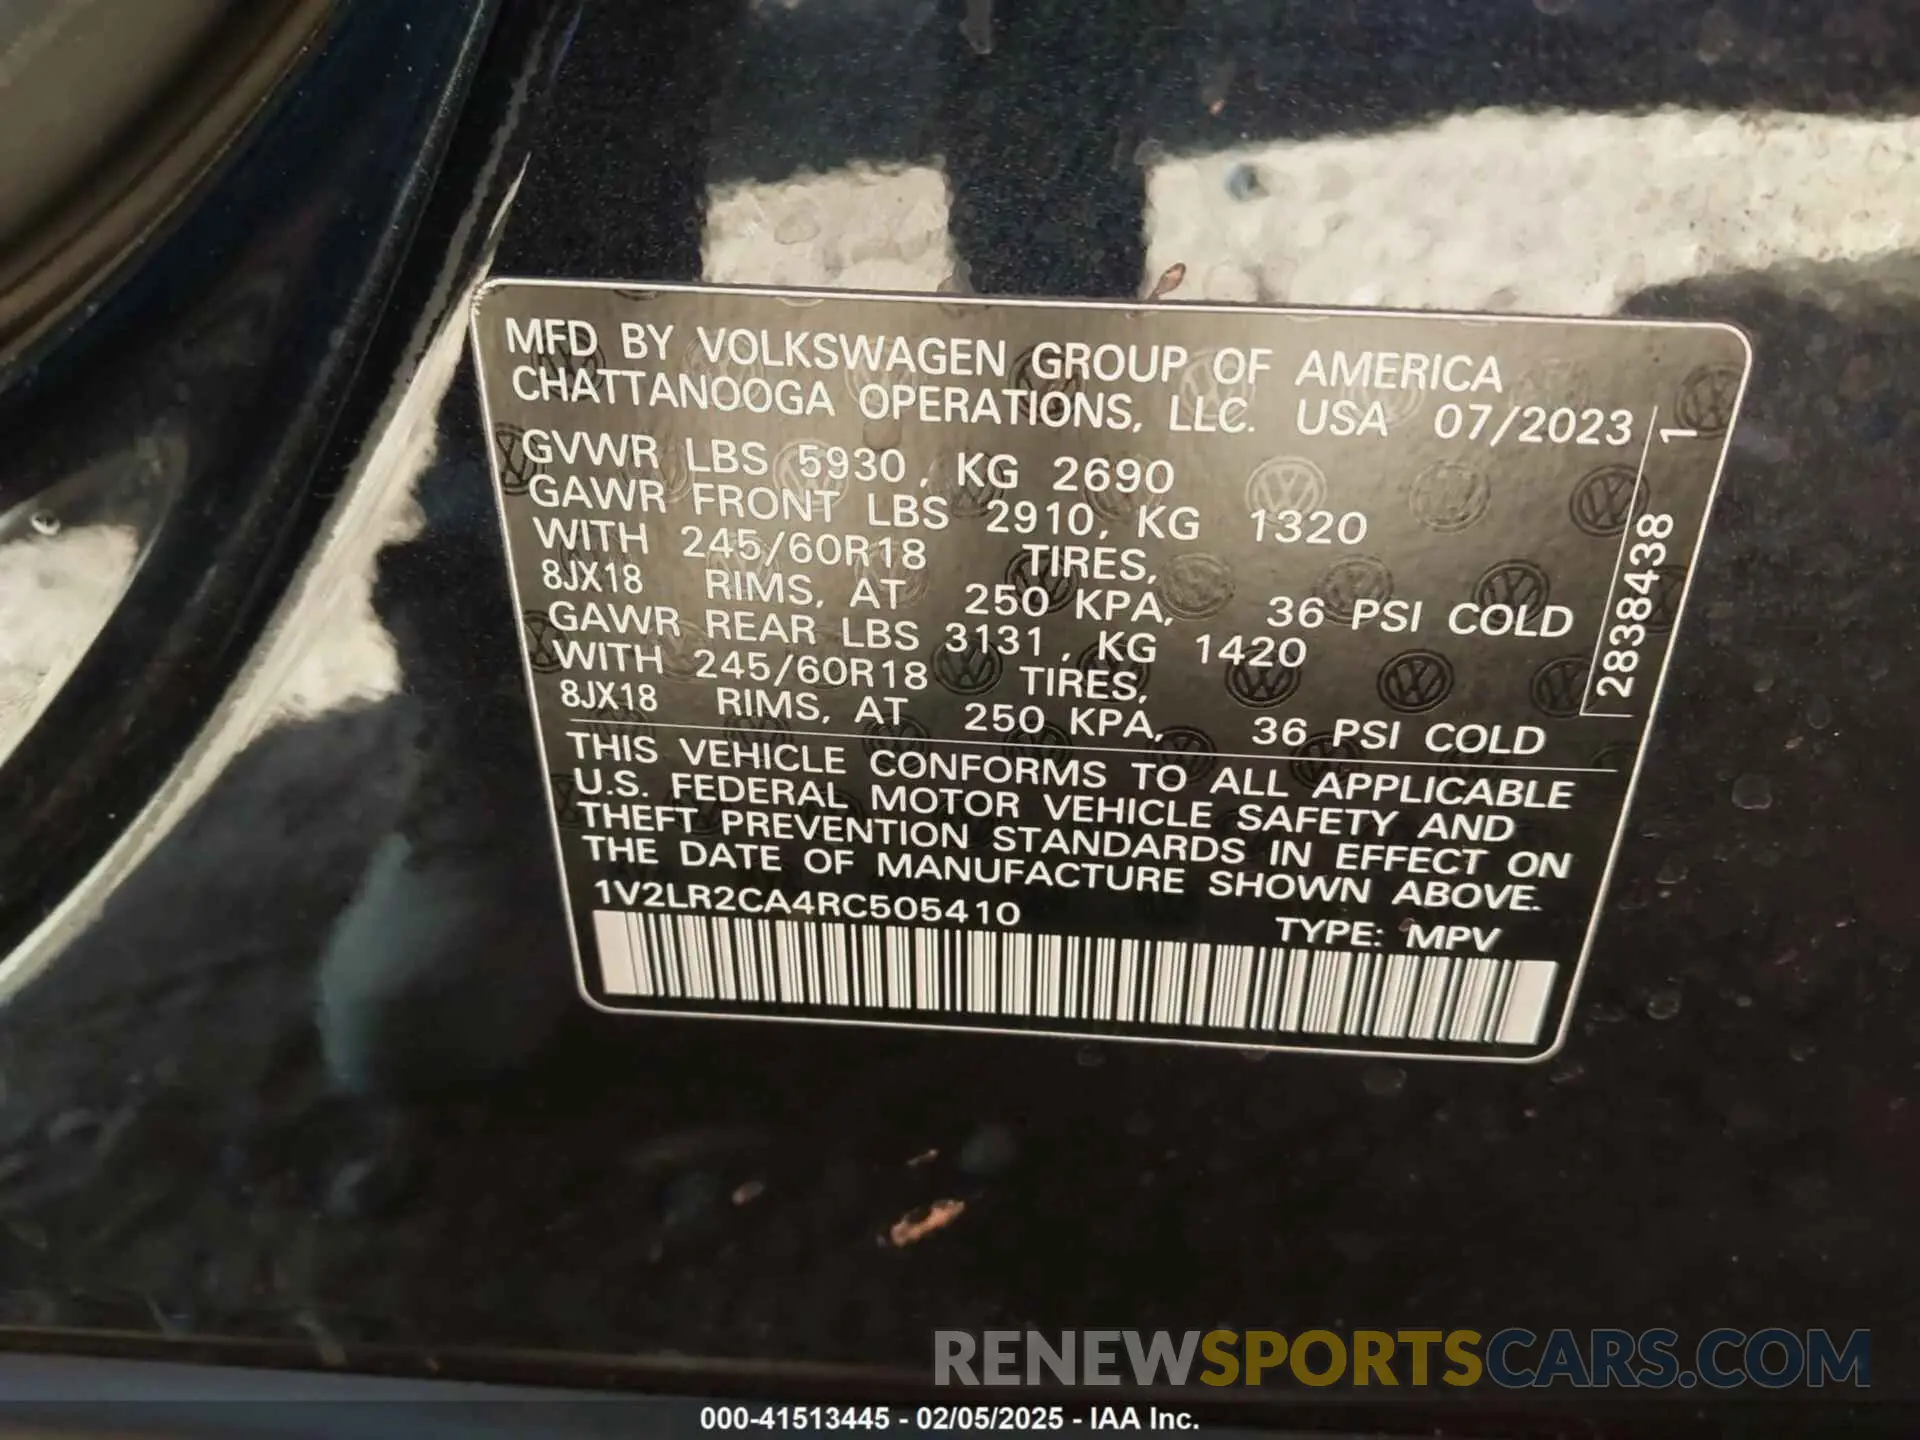 MFD BY VOLKSWAGEN GROUP OF AMERICA
CHATTANOOGA OPERATIONS, LLC. USA 07/2023
GVWR LBS 5930, KG 2690
GAWR FRONT LBS 2910, KG 1320
WITH 245/60R18 TIRES,
8JX18 RIMS, AT 250 KPA, 36 PSI COLD
GAWR REAR LBS 3131, KG 1420
WITH 245/60R18 TIRES,
8JX18 RIMS, AT 250 KPA, 36 PSI COLD
THIS VEHICLE CONFORMS TO ALL APPLICABLE
U.S. FEDERAL MOTOR VEHICLE SAFETY AND
THEFT PREVENTION STANDARDS IN EFFECT ON
THE DATE OF MANUFACTURE SHOWN ABOVE.
1V2LR2CA4RC505410
TYPE: MPV
2838438 1
RENEWSPORTSCARS.COM
000-41513445 - 02/05/2025 - IAA Inc.